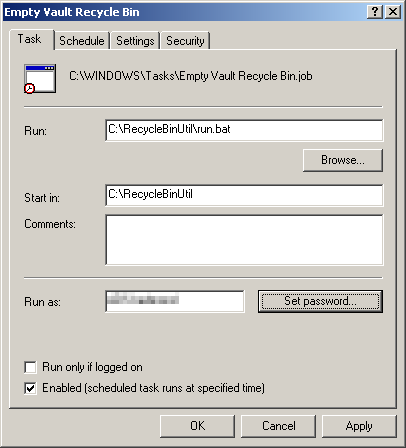 Empty Vault Recycle Bin
Task Schedule Settings Security
C:\WINDOWS\Tasks\Empty Vault Recycle Bin.job
Run: C:\RecycleBinUtil\run.bat
Browse...
Start in: C:\RecycleBinUtil
Comments:
Run as: Set password...
Run only if logged on
Enabled (scheduled task runs at specified time)
OK Cancel Apply